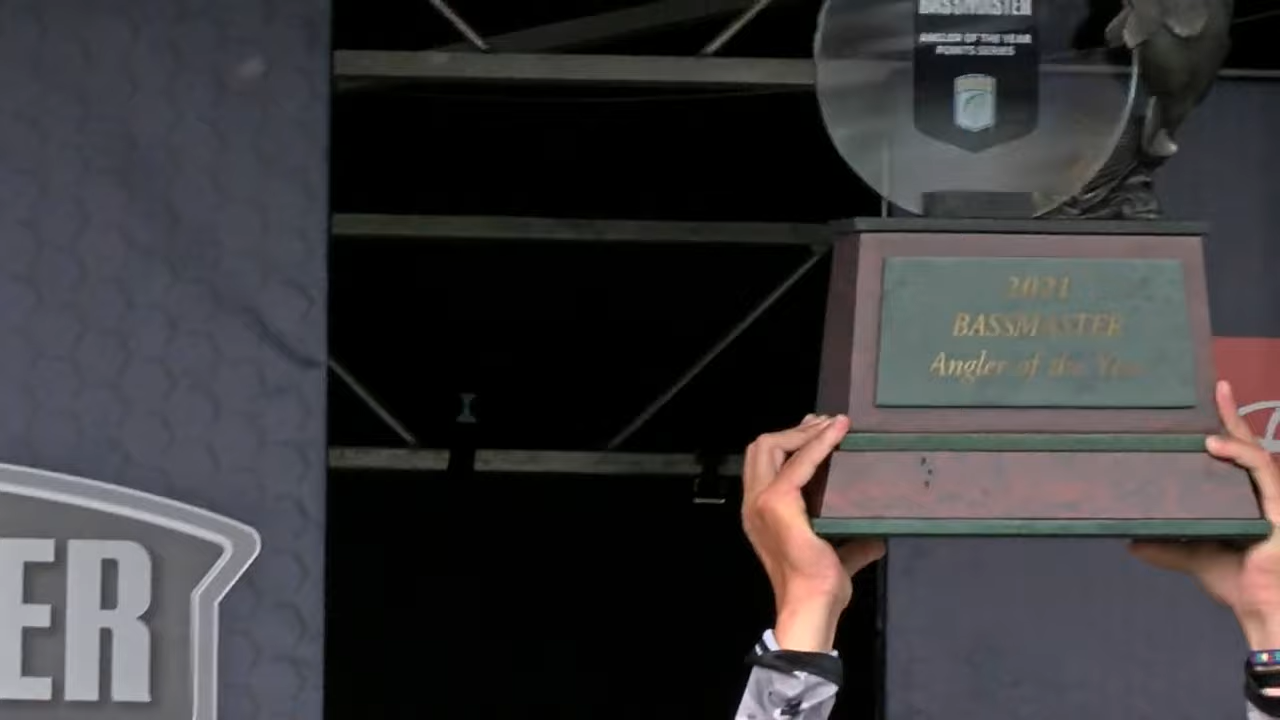 BASSMASTER
ANGLER OF THE YEAR
POINTS SERIES
2021
BASSMASTER
Angler of the Year
ER